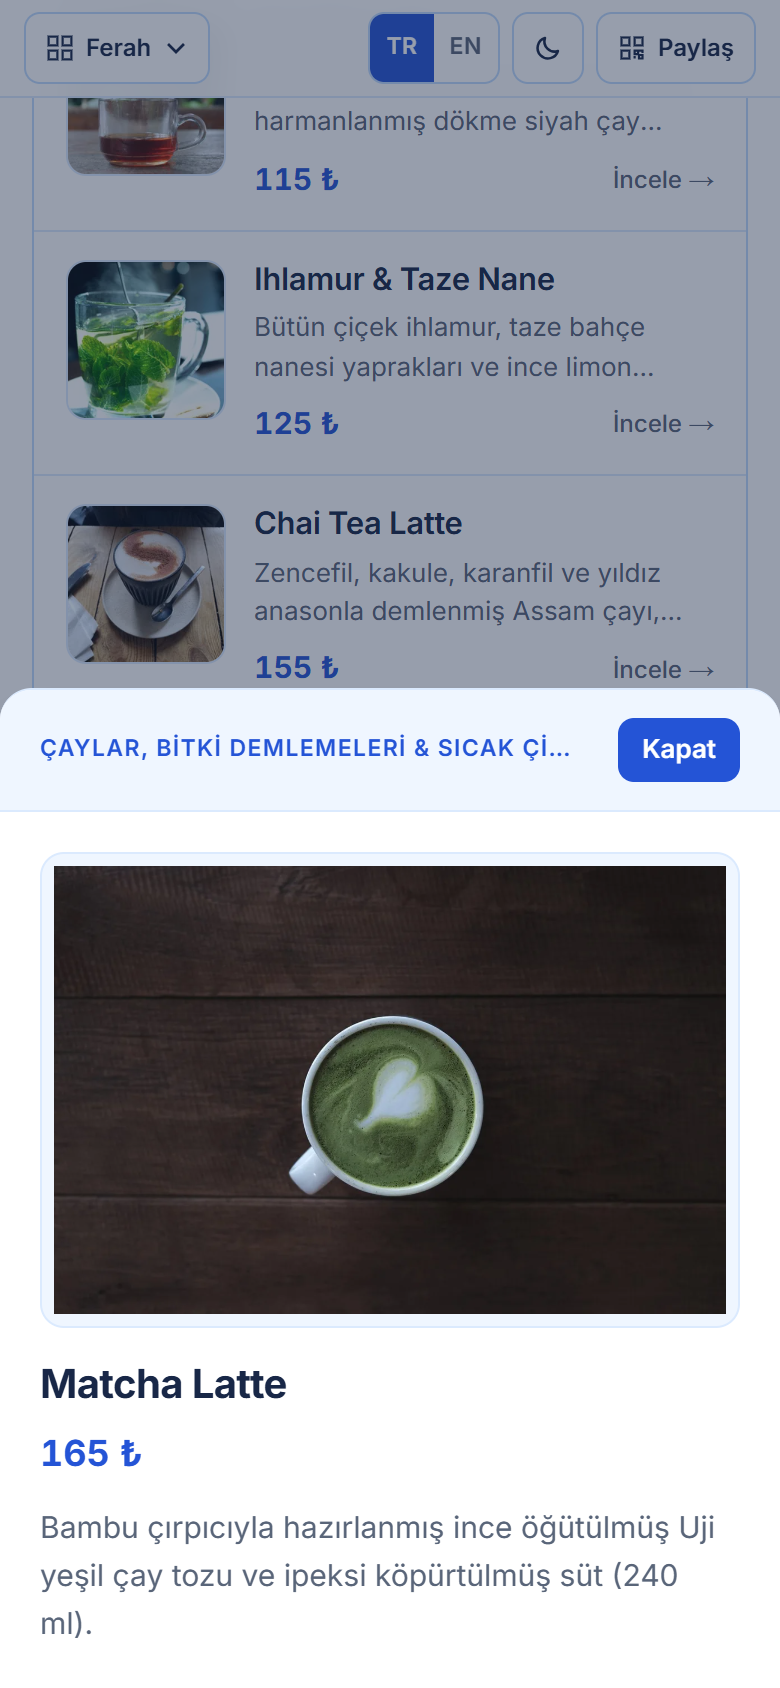 Ferah
TR
EN
Paylaş
harmanlanmış dökme siyah çay...
115 ₺
İncele →
Ihlamur & Taze Nane
Bütün çiçek ihlamur, taze bahçe
nanesi yaprakları ve ince limon...
125 ₺
İncele →
Chai Tea Latte
Zencefil, kakule, karanfil ve yıldız
anasonla demlenmiş Assam çayı,...
155 ₺
İncele →
ÇAYLAR, BİTKİ DEMLEMELERİ & SICAK Çİ...
Kapat
Matcha Latte
165 ₺
Bambu çırpıcıyla hazırlanmış ince öğütülmüş Uji
yeşil çay tozu ve ipeksi köpürtülmüş süt (240
ml).